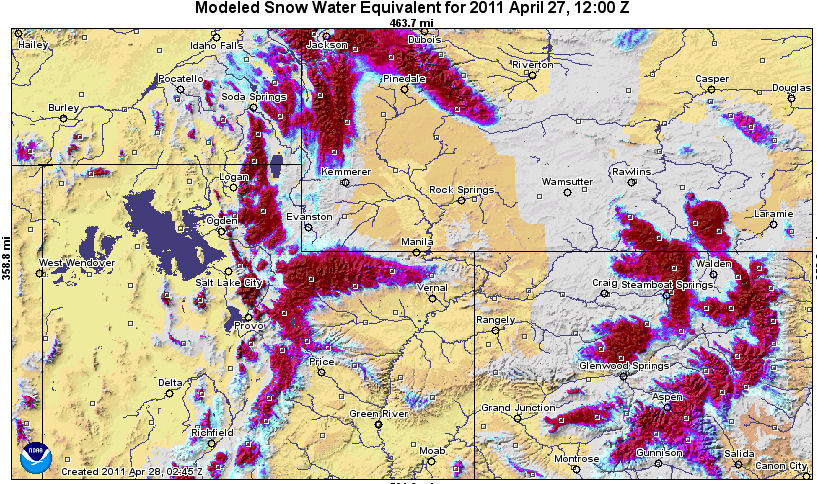 Modeled Snow Water Equivalent for 2011 April 27, 12:00 Z
463.7 mi
Hailey
Idaho Falls
Jackson
Dubois
Riverton
Pocatello
Pinedale
Casper
Douglas
Soda Springs
Burley
Kemmerer
Logan
Rock Springs
Wamsutter
Rawlins
Ogden
Evanston
Laramie
358.8 mi
Manila
West Wendover
Salt Lake City
Vernal
Craig
Steamboat Springs
Walden
Provo
Rangely
Price
Glenwood Springs
Delta
Aspen
Green River
Grand Junction
Richfield
Moab
Montrose
Gunnison
Salida
Canon City
noaa
Created 2011 Apr 28, 02:45 Z